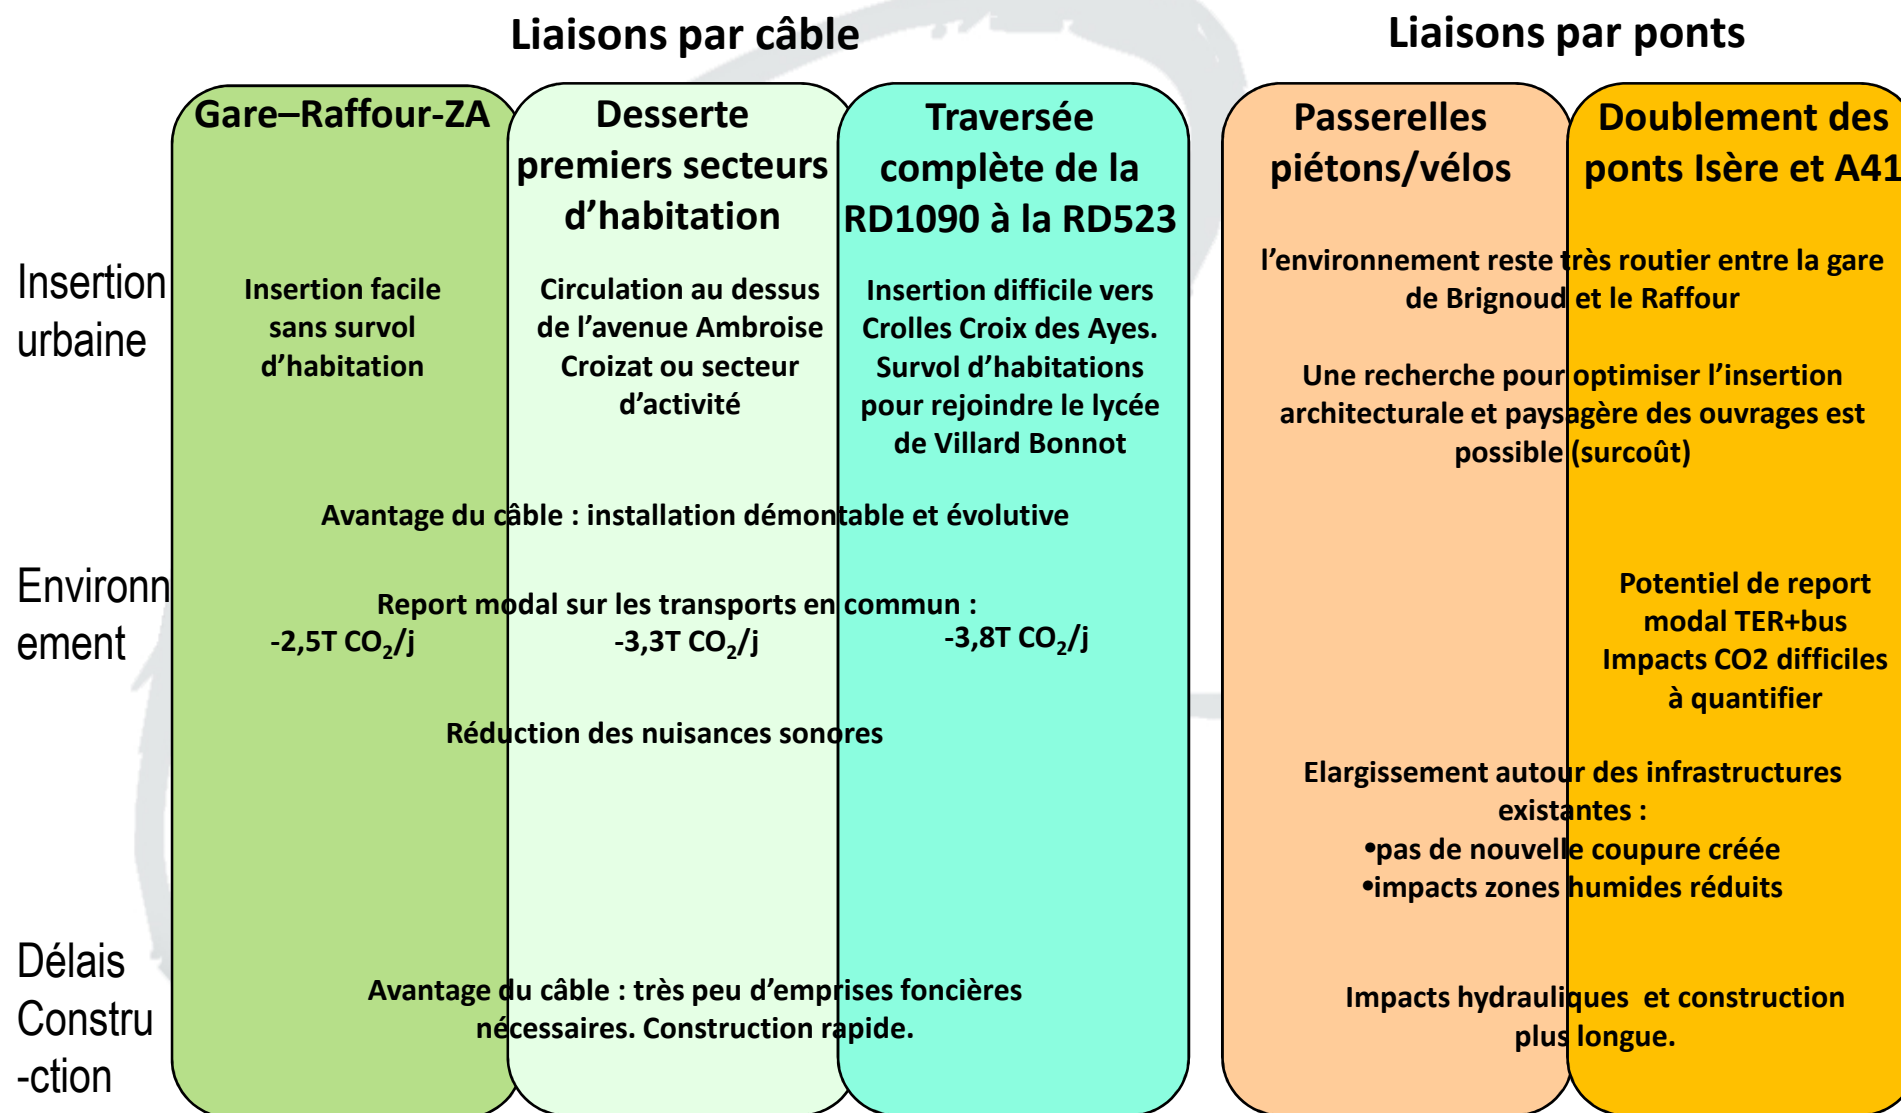 Liaisons par câble
Liaisons par ponts
Gare–Raffour-ZA
Desserte
premiers secteurs
d’habitation
Traversée
complète de la
RD1090 à la RD523
Passerelles
piétons/vélos
Doublement des
ponts Isère et A41
Insertion
urbaine
Insertion facile
sans survol
d’habitation
Circulation au dessus
de l’avenue Ambroise
Croizat ou secteur
d’activité
Insertion difficile vers
Crolles Croix des Ayes.
Survol d’habitations
pour rejoindre le lycée
de Villard Bonnot
l’environnement reste très routier entre la gare
de Brignoud et le Raffour
Une recherche pour optimiser l’insertion
architecturale et paysagère des ouvrages est
possible (surcoût)
Avantage du câble : installation démontable et évolutive
Environn
ement
Report modal sur les transports en commun :
-2,5T CO₂/j
-3,3T CO₂/j
-3,8T CO₂/j
Potentiel de report
modal TER+bus
Impacts CO2 difficiles
à quantifier
Réduction des nuisances sonores
Elargissement autour des infrastructures
existantes :
•pas de nouvelle coupure créée
•impacts zones humides réduits
Délais
Constru
-ction
Avantage du câble : très peu d’emprises foncières
nécessaires. Construction rapide.
Impacts hydrauliques et construction
plus longue.